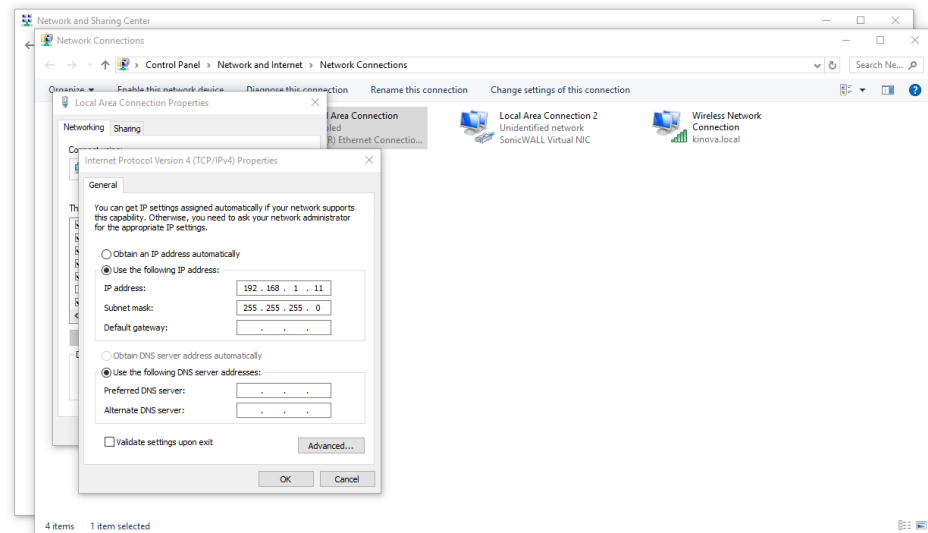 Network and Sharing Center
Network Connections
Control Panel › Network and Internet › Network Connections
Search Ne...
Organize Enable this network device Diagnose this connection Rename this connection Change settings of this connection
Local Area Connection Properties
Networking Sharing
Area Connection
Ethernet Connectio...
Local Area Connection 2
Unidentified network
SonicWALL Virtual NIC
Wireless Network
Connection
kinova.local
Internet Protocol Version 4 (TCP/IPv4) Properties
General
You can get IP settings assigned automatically if your network supports
this capability. Otherwise, you need to ask your network administrator
for the appropriate IP settings.
Obtain an IP address automatically
Use the following IP address:
IP address: 192 . 168 . 1 . 11
Subnet mask: 255 . 255 . 255 . 0
Default gateway: . . .
Obtain DNS server address automatically
Use the following DNS server addresses:
Preferred DNS server: . . .
Alternate DNS server: . . .
Validate settings upon exit
Advanced...
OK Cancel
4 items 1 item selected